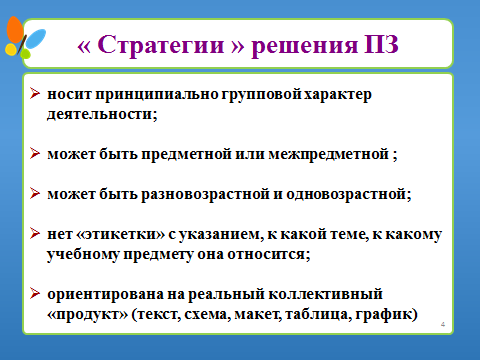 « Стратегии » решения ПЗ
носит принципиально групповой характер
деятельности;
может быть предметной или межпредметной ;
может быть разновозрастной и одновозрастной;
нет «этикетки» с указанием, к какой теме, к какому
учебному предмету она относится;
ориентирована на реальный коллективный
«продукт» (текст, схема, макет, таблица, график)
4